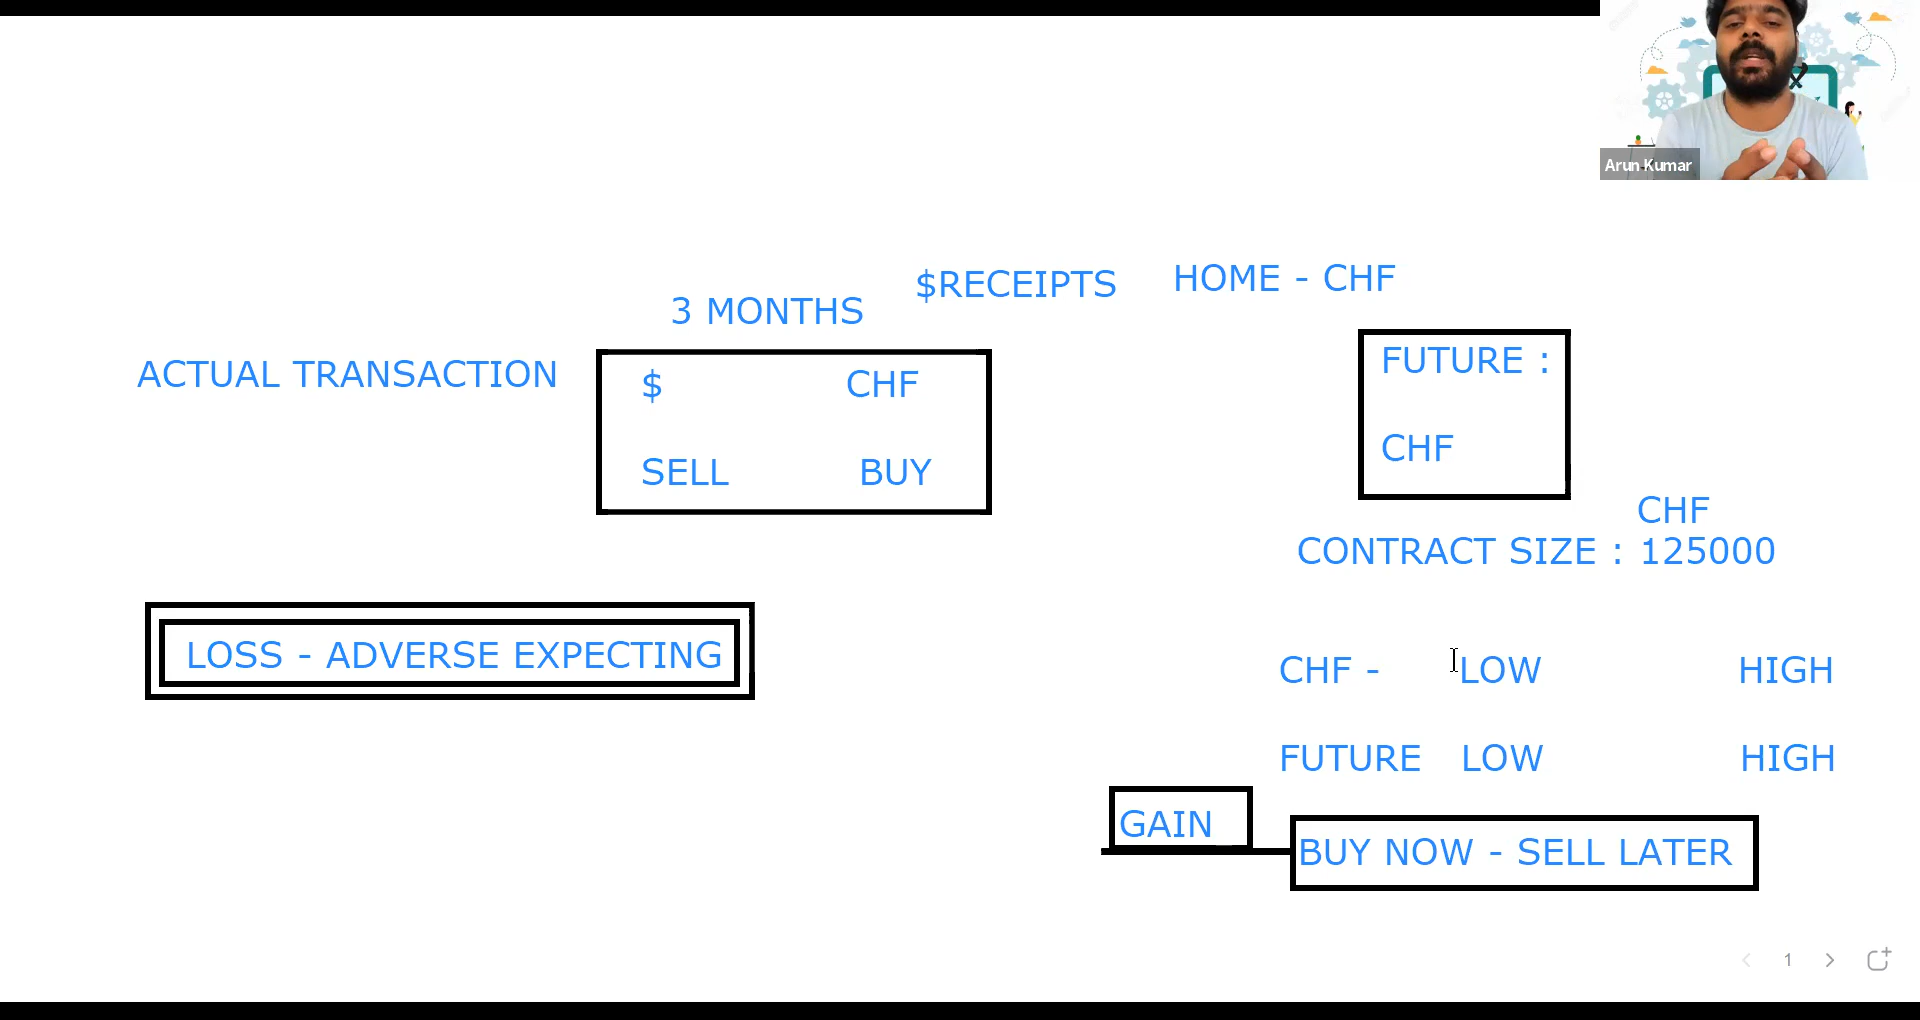 Arun Kumar
$RECEIPTS HOME - CHF
3 MONTHS
ACTUAL TRANSACTION
$ CHF
SELL BUY
FUTURE :
CHF
CHF
CONTRACT SIZE : 125000
LOSS - ADVERSE EXPECTING
CHF - LOW HIGH
FUTURE LOW HIGH
GAIN
BUY NOW - SELL LATER
1